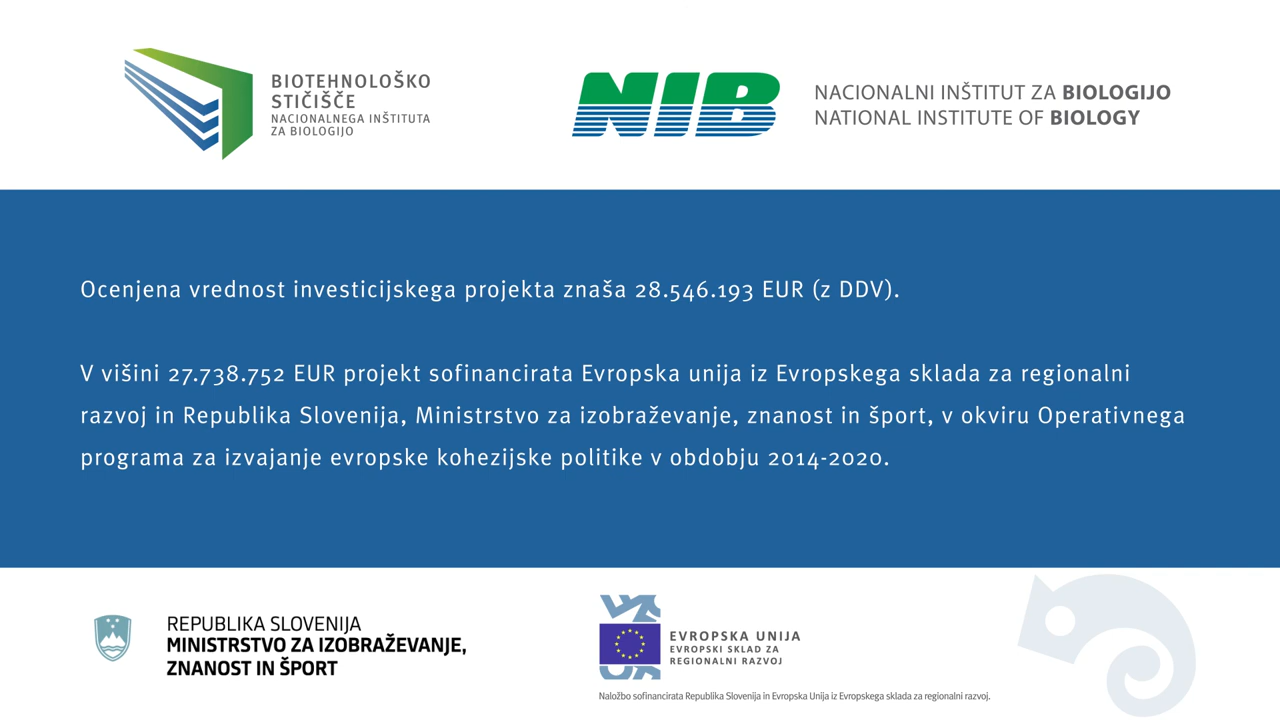 BIOTEHNOLOŠKO
STIČIŠČE
NACIONALNEGA INŠTITUTA
ZA BIOLOGIJO
NIB
NACIONALNI INŠTITUT ZA BIOLOGIJO
NATIONAL INSTITUTE OF BIOLOGY
Ocenjena vrednost investicijskega projekta znaša 28.546.193 EUR (z DDV).
V višini 27.738.752 EUR projekt sofinancirata Evropska unija iz Evropskega sklada za regionalni
razvoj in Republika Slovenija, Ministrstvo za izobraževanje, znanost in šport, v okviru Operativnega
programa za izvajanje evropske kohezijske politike v obdobju 2014-2020.
REPUBLIKA SLOVENIJA
MINISTRSTVO ZA IZOBRAŽEVANJE,
ZNANOST IN ŠPORT
EVROPSKA UNIJA
EVROPSKI SKLAD ZA
REGIONALNI RAZVOJ
Naložbo sofinancirata Republika Slovenija in Evropska Unija iz Evropskega sklada za regionalni razvoj.